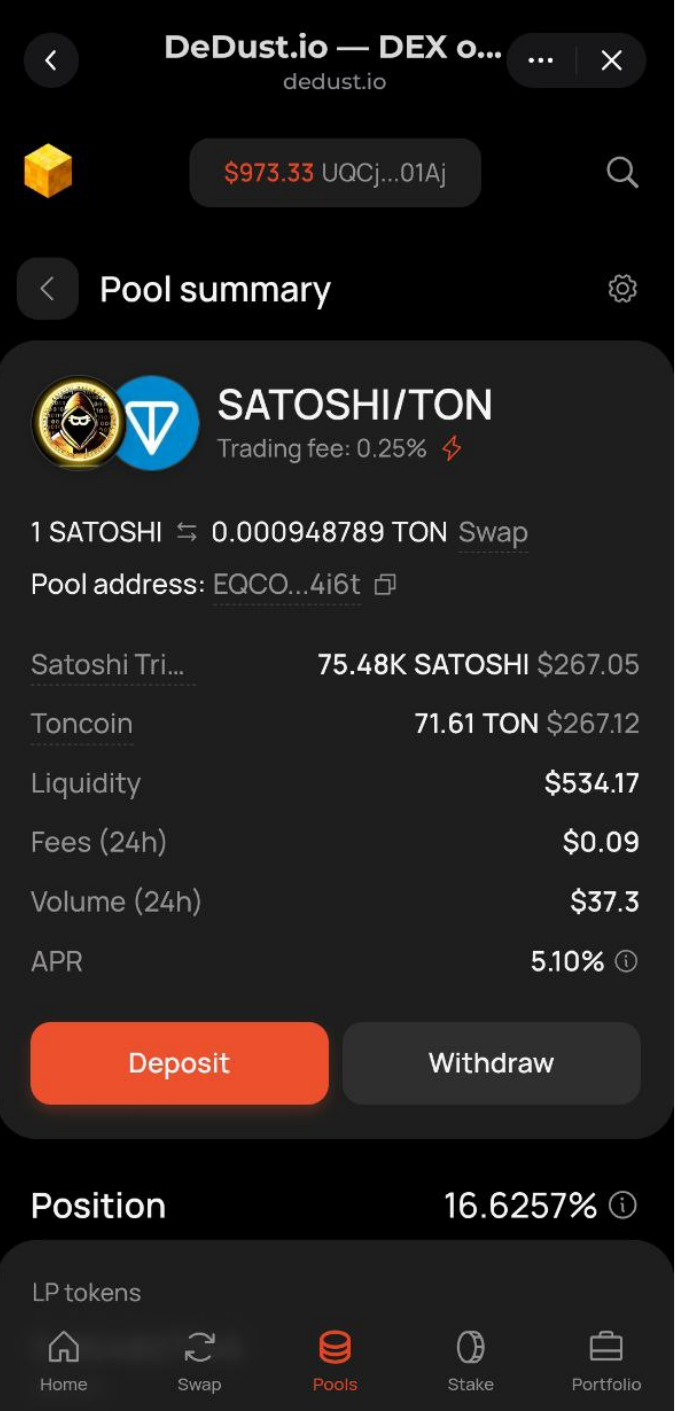 DeDust.io — DEX o...
dedust.io
$973.33 UQCj...01Aj
Pool summary
SATOSHI/TON
Trading fee: 0.25%
1 SATOSHI ⇆ 0.000948789 TON Swap
Pool address: EQCO...4i6t
Satoshi Tri... 75.48K SATOSHI $267.05
Toncoin 71.61 TON $267.12
Liquidity $534.17
Fees (24h) $0.09
Volume (24h) $37.3
APR 5.10%
Deposit Withdraw
Position 16.6257%
LP tokens
Home Swap Pools Stake Portfolio